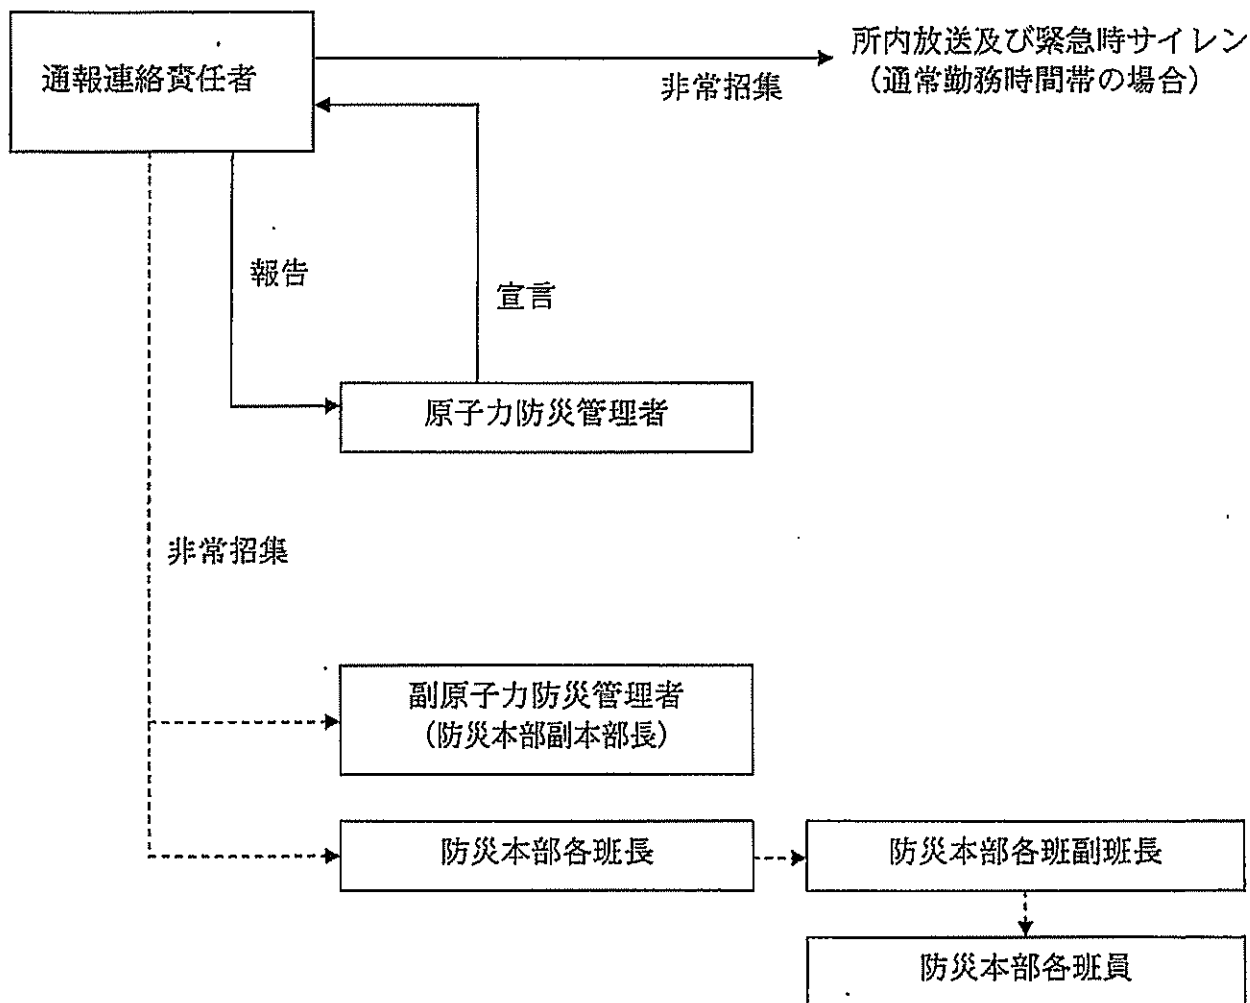 通報連絡責任者
所内放送及び緊急時サイレン
（通常勤務時間帯の場合）
非常招集
報告
宣言
原子力防災管理者
非常招集
副原子力防災管理者
（防災本部副本部長）
防災本部各班長
防災本部各班副班長
防災本部各班員